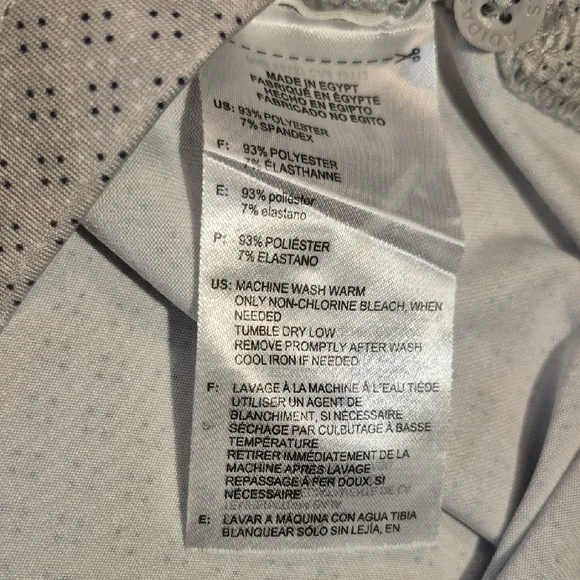 ADIDAS
MADE IN EGYPT
FABRIQUÉ EN ÉGYPTE
HECHO EN EGIPTO
FABRICADO NO EGITO
US: 93% POLYESTER
7% SPANDEX
F: 93% POLYESTER
7% ÉLASTHANNE
E: 93% poliéster
7% elastano
P: 93% POLIÉSTER
7% ELASTANO
US: MACHINE WASH WARM
ONLY NON-CHLORINE BLEACH, WHEN
NEEDED
TUMBLE DRY LOW
REMOVE PROMPTLY AFTER WASH
COOL IRON IF NEEDED
F: LAVAGE À LA MACHINE À L'EAU TIÈDE
UTILISER UN AGENT DE
BLANCHIMENT, SI NÉCESSAIRE
SÉCHAGE PAR CULBUTAGE À BASSE
TEMPÉRATURE
RETIRER IMMÉDIATEMENT DE LA
MACHINE APRÈS LAVAGE
REPASSAGE À FER DOUX, SI
NÉCESSAIRE
E: LAVAR A MÁQUINA CON AGUA TIBIA
BLANQUEAR SÓLO SIN LEJÍA, EN